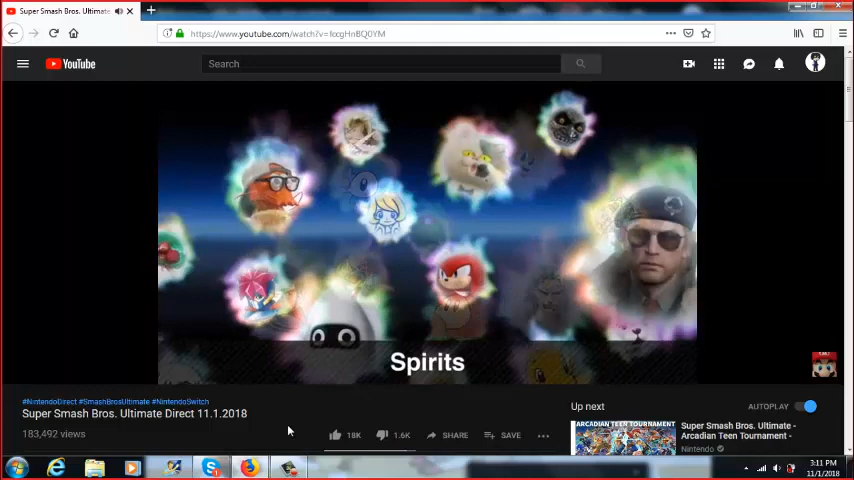 Super Smash Bros. Ultimate
https://www.youtube.com/watch?v=fccgHnBQ0YM
YouTube
Search
Spirits
#NintendoDirect #SmashBrosUltimate #NintendoSwitch
Super Smash Bros. Ultimate Direct 11.1.2018
183,492 views
18K
1.6K
SHARE
SAVE
Up next
AUTOPLAY
ARCADIAN TEEN TOURNAMENT
Super Smash Bros. Ultimate -
Arcadian Teen Tournament -
Nintendo
3:11 PM
11/1/2018